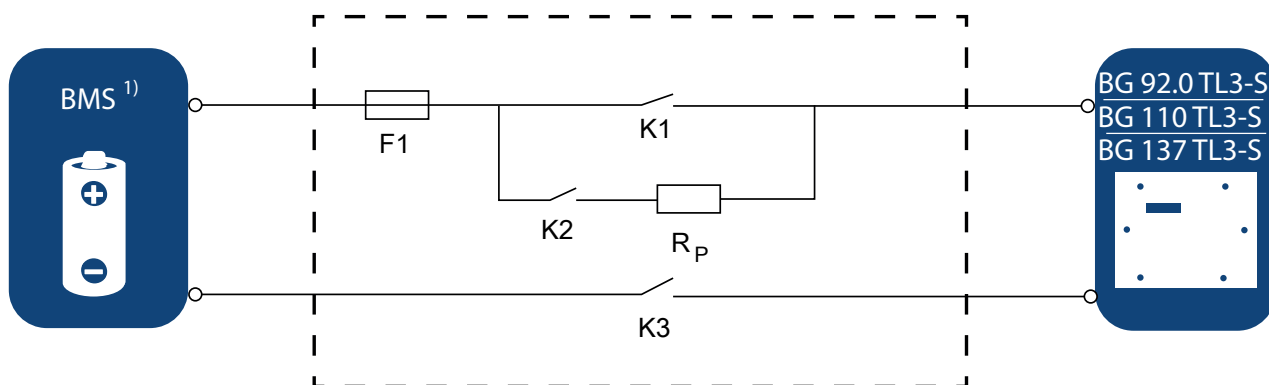 BMS 1)
F1
K1
K2
R P
K3
BG 92.0 TL3-S
BG 110 TL3-S
BG 137 TL3-S